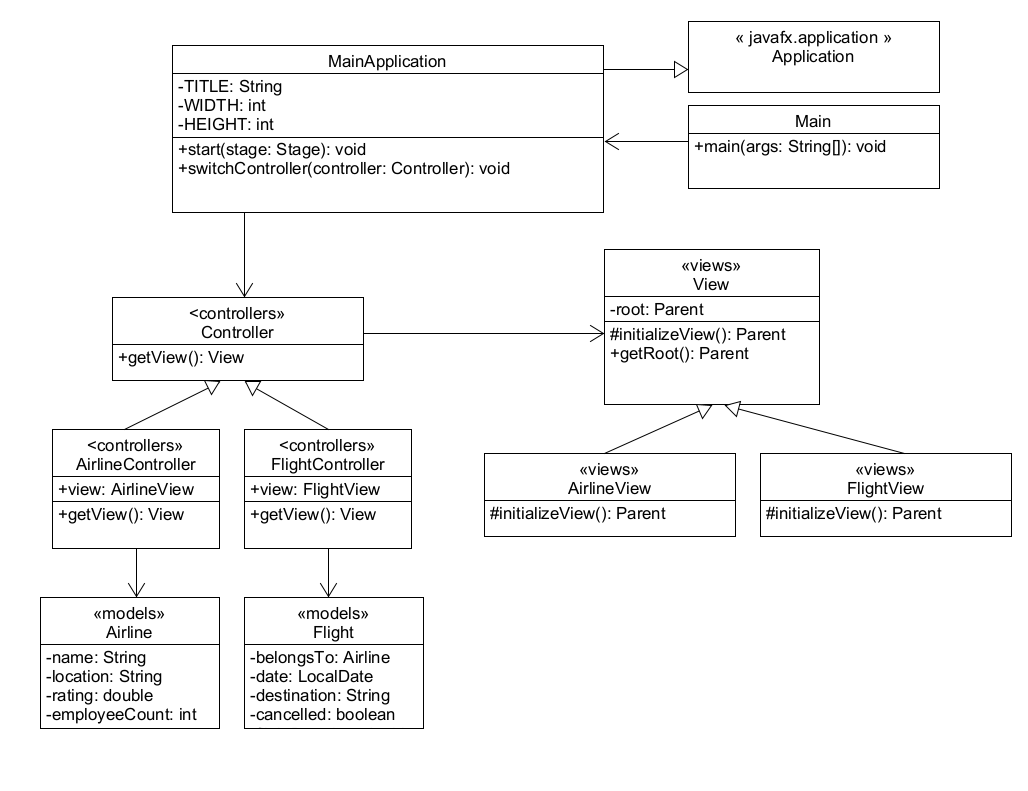 « javafx.application »
Application
MainApplication
-TITLE: String
-WIDTH: int
-HEIGHT: int
+start(stage: Stage): void
+switchController(controller: Controller): void
Main
+main(args: String[]): void
«views»
View
-root: Parent
#initializeView(): Parent
+getRoot(): Parent
<controllers»
Controller
+getView(): View
<controllers»
AirlineController
+view: AirlineView
+getView(): View
<controllers»
FlightController
+view: FlightView
+getView(): View
«views»
AirlineView
#initializeView(): Parent
«views»
FlightView
#initializeView(): Parent
«models»
Airline
-name: String
-location: String
-rating: double
-employeeCount: int
«models»
Flight
-belongsTo: Airline
-date: LocalDate
-destination: String
-cancelled: boolean